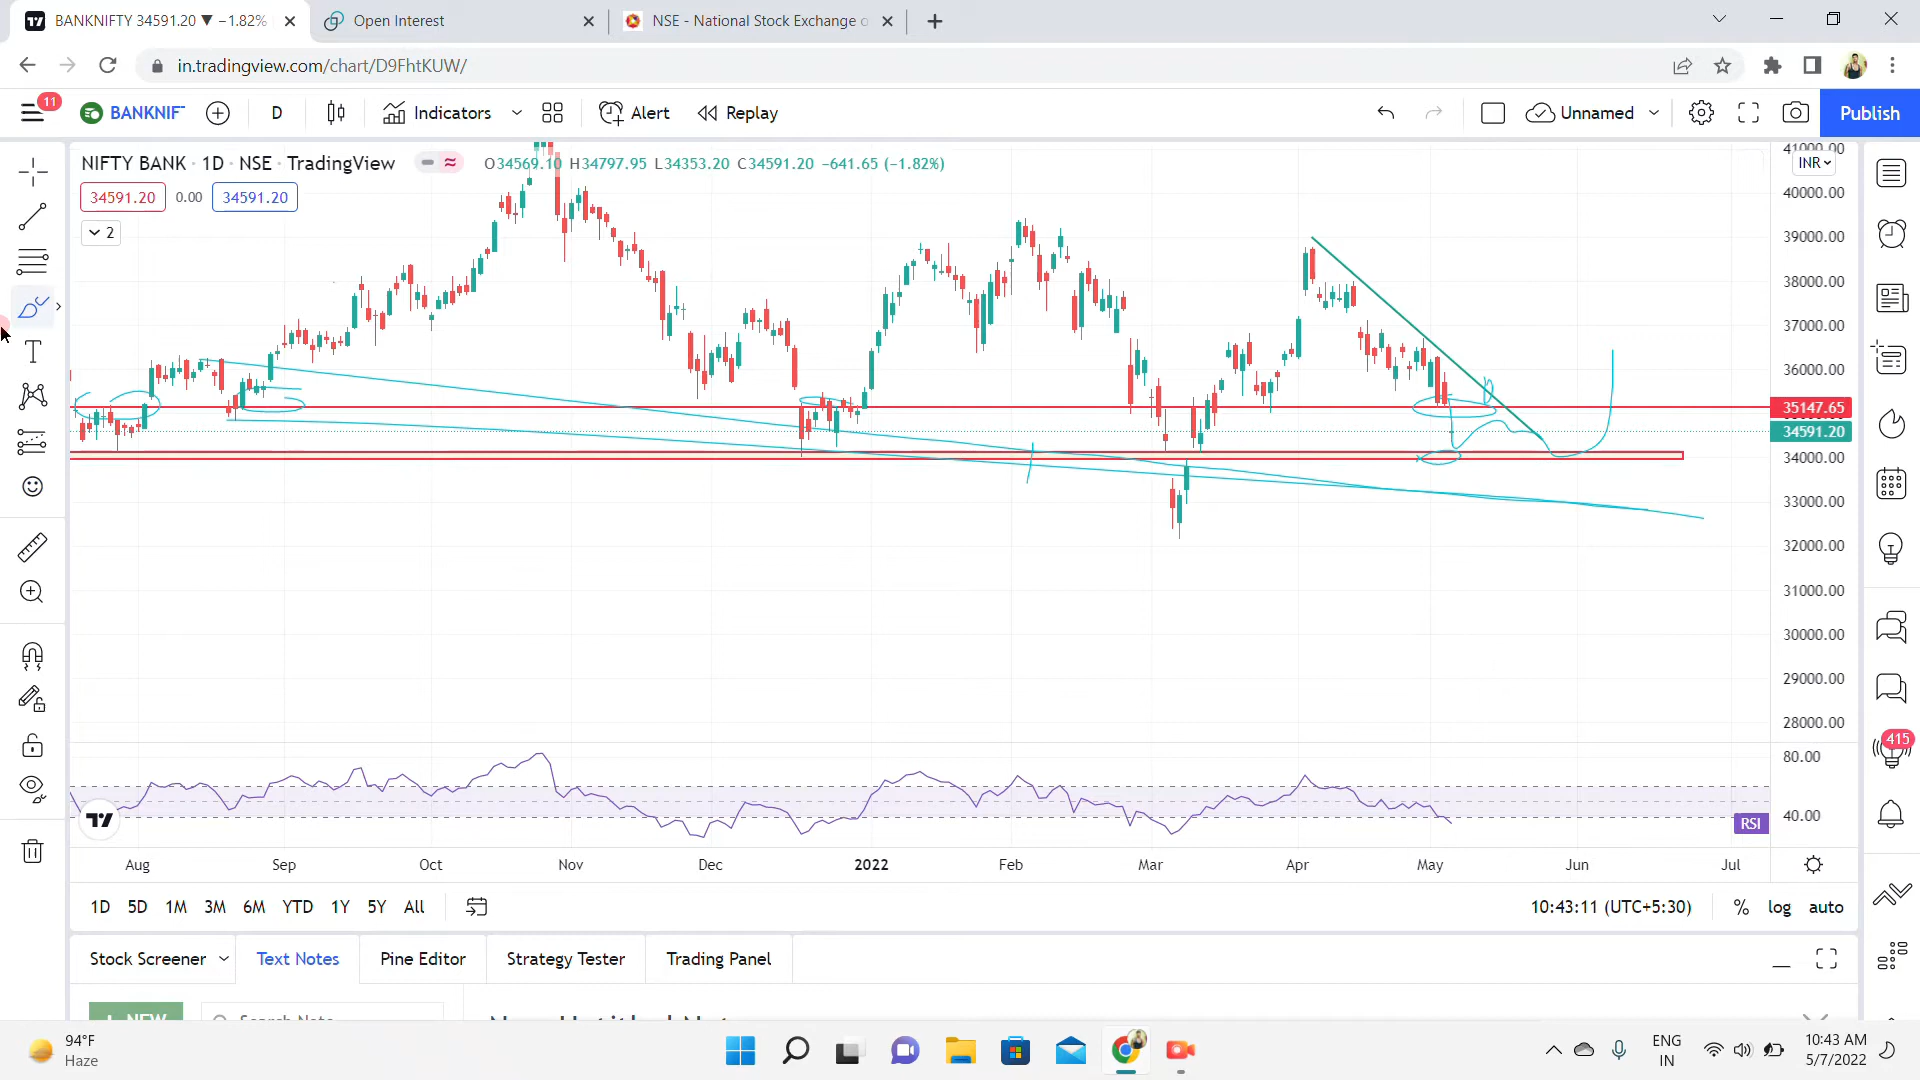 BANKNIFTY 34591.20 ▼ −1.82%
Open Interest
NSE - National Stock Exchange o
in.tradingview.com/chart/D9FhtKUW/
11
BANKNIF
D
Indicators
Alert
Replay
Unnamed
Publish
NIFTY BANK · 1D · NSE · TradingView
O34569.10 H34797.95 L34353.20 C34591.20 −641.65 (−1.82%)
34591.20
0.00
34591.20
2
INR
41000.00
40000.00
39000.00
38000.00
37000.00
36000.00
35147.65
34591.20
34000.00
33000.00
32000.00
31000.00
30000.00
29000.00
28000.00
80.00
40.00
RSI
415
Aug
Sep
Oct
Nov
Dec
2022
Feb
Mar
Apr
May
Jun
Jul
1D 5D 1M 3M 6M YTD 1Y 5Y All
10:43:11 (UTC+5:30)
%
log
auto
Stock Screener
Text Notes
Pine Editor
Strategy Tester
Trading Panel
94°F
Haze
ENG
IN
10:43 AM
5/7/2022